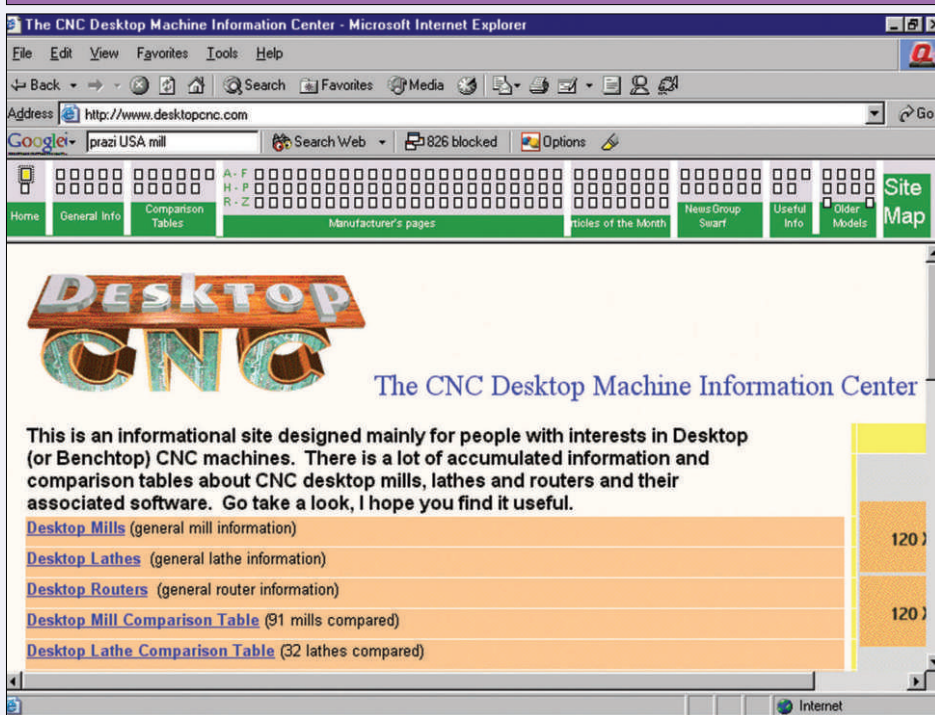 The CNC Desktop Machine Information Center - Microsoft Internet Explorer
File Edit View Favorites Tools Help
Back Search Favorites Media
Address http://www.desktopcnc.com Go
Google prazi USA mill Search Web 826 blocked Options
A - F
H - P
R - Z
Home General Info Comparison Tables Manufacturer's pages rticles of the Month NewsGroup Swarf Useful Info Older Models Site Map
DESKTOP
CNC
The CNC Desktop Machine Information Center
This is an informational site designed mainly for people with interests in Desktop
(or Benchtop) CNC machines. There is a lot of accumulated information and
comparison tables about CNC desktop mills, lathes and routers and their
associated software. Go take a look, I hope you find it useful.
Desktop Mills (general mill information)
Desktop Lathes (general lathe information)
120
Desktop Routers (general router information)
Desktop Mill Comparison Table (91 mills compared)
120
Desktop Lathe Comparison Table (32 lathes compared)
Internet